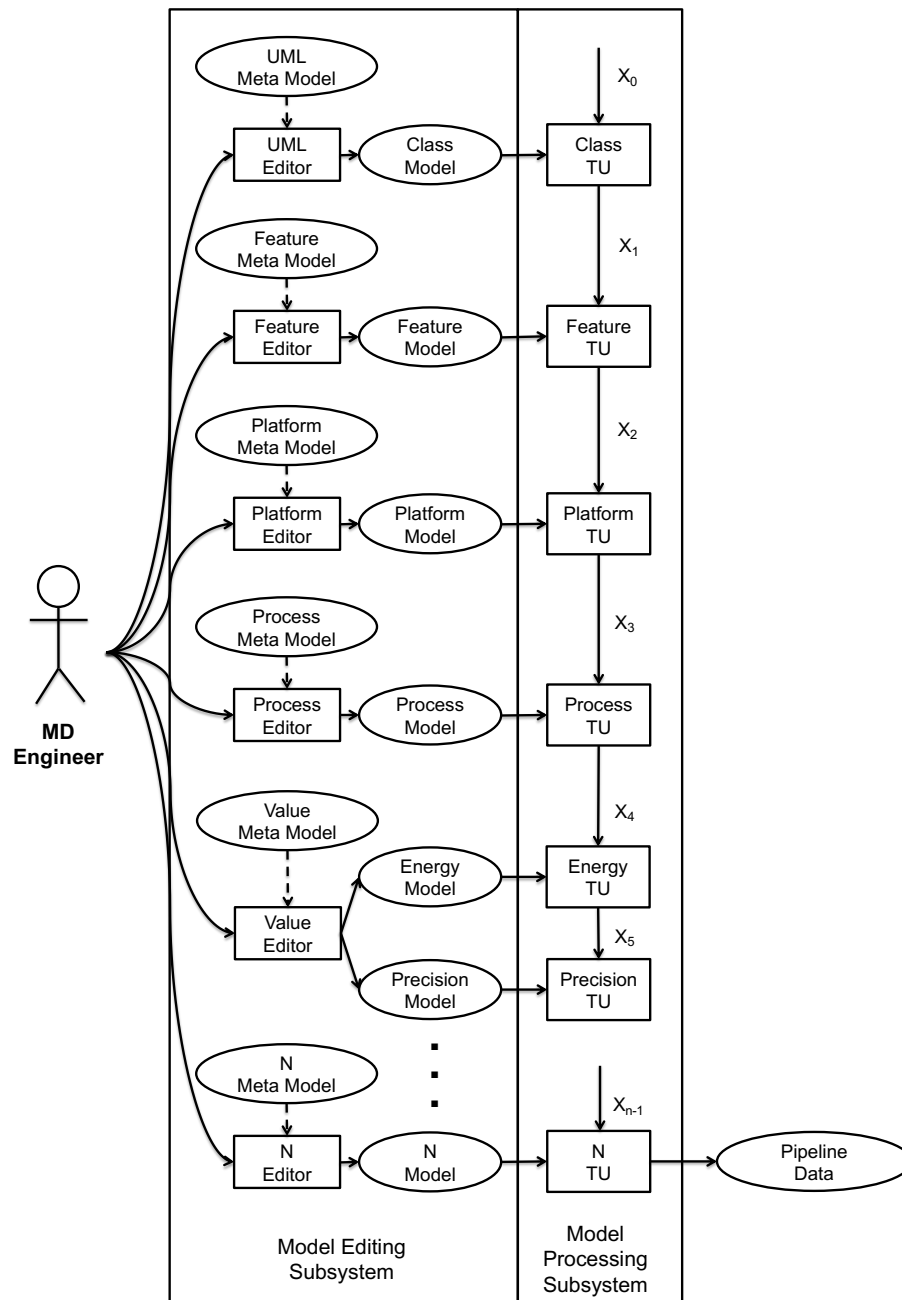 UML
Meta Model
X₀
UML
Editor
Class
Model
Class
TU
Feature
Meta Model
X₁
Feature
Editor
Feature
Model
Feature
TU
Platform
Meta Model
X₂
Platform
Editor
Platform
Model
Platform
TU
Process
Meta Model
X₃
Process
Editor
Process
Model
Process
TU
MD
Engineer
Value
Meta Model
X₄
Energy
Model
Energy
TU
Value
Editor
X₅
Precision
Model
Precision
TU
N
Meta Model
Xₙ₋₁
N
Editor
N
Model
N
TU
Pipeline
Data
Model Editing
Subsystem
Model
Processing
Subsystem